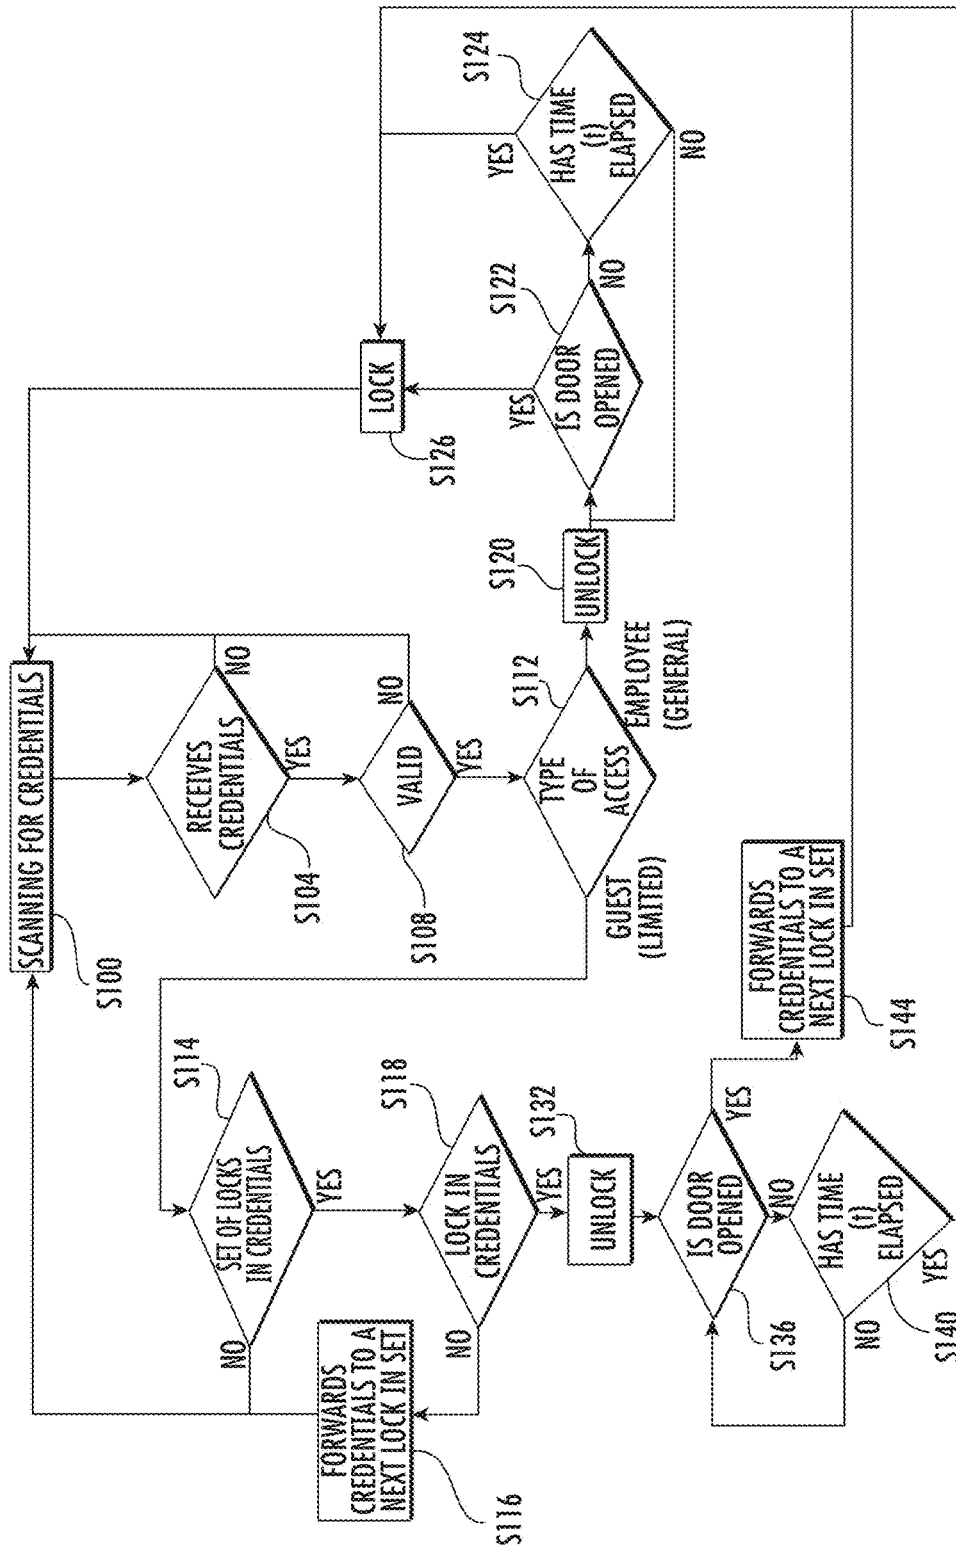 SCANNING FOR CREDENTIALS
S100
RECEIVES
CREDENTIALS
S104
NO
YES
VALID
S108
NO
YES
TYPE
OF
ACCESS
S112
GUEST
(LIMITED)
EMPLOYEE
(GENERAL)
SET OF LOCKS
IN CREDENTIALS
S114
NO
YES
FORWARDS
CREDENTIALS TO A
NEXT LOCK IN SET
S116
LOCK IN
CREDENTIALS
S118
NO
YES
UNLOCK
S132
IS DOOR
OPENED
S136
YES
NO
HAS TIME
(t)
ELAPSED
S140
NO
YES
FORWARDS
CREDENTIALS TO A
NEXT LOCK IN SET
S144
UNLOCK
S120
IS DOOR
OPENED
S122
YES
NO
HAS TIME
(t)
ELAPSED
S124
YES
NO
LOCK
S126